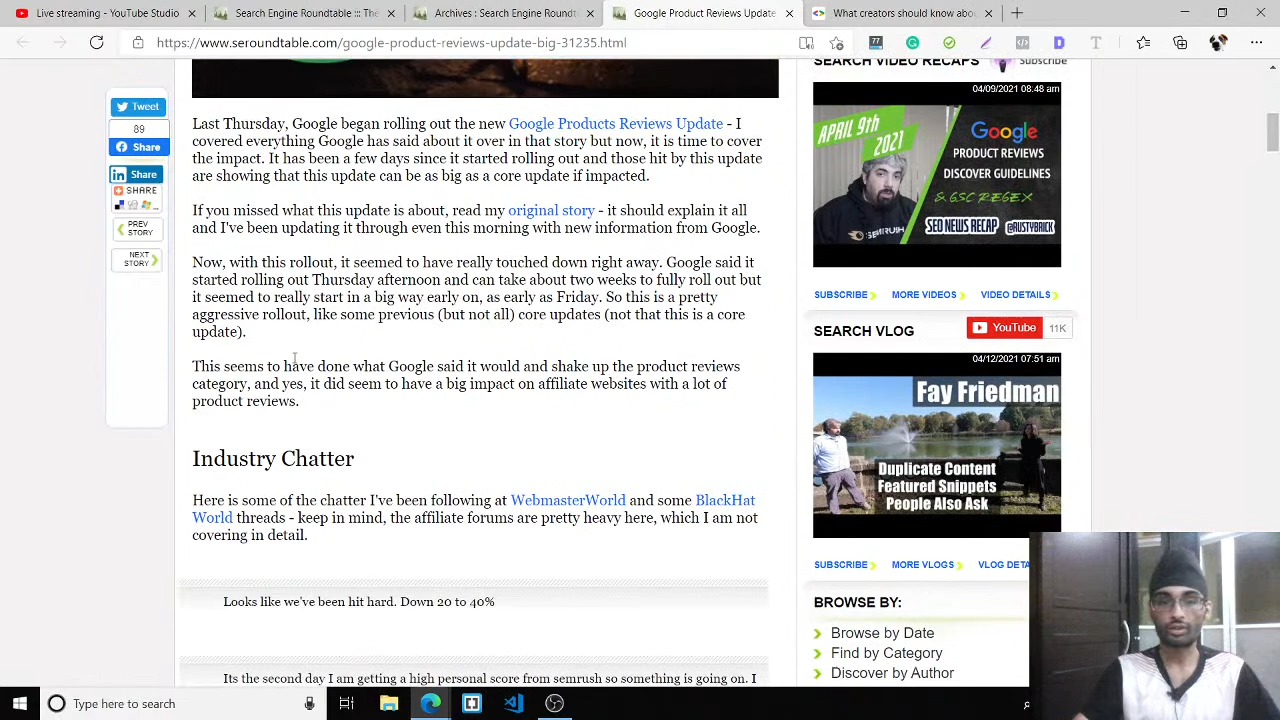 YouTube Studio - Live streaming
Google Tackles SEO ::: The
Archives : Search Engine Roundt
Google Product Reviews Update
What creators should know abo
https://www.seroundtable.com/google-product-reviews-update-big-31235.html
Tweet
89
Share
Share
SHARE
PREV
STORY
NEXT
STORY
Last Thursday, Google began rolling out the new Google Products Reviews Update - I
covered everything Google has said about it over in that story but now, it is time to cover
the impact. It has been a few days since it started rolling out and those hit by this update
are showing that this update can be as big as a core update if impacted.
If you missed what this update is about, read my original story - it should explain it all
and I've been updating it through even this morning with new information from Google.
Now, with this rollout, it seemed to have really touched down right away. Google said it
started rolling out Thursday afternoon and can take about two weeks to fully roll out but
it seemed to really start in a big way early on, as early as Friday. So this is a pretty
aggressive rollout, like some previous (but not all) core updates (not that this is a core
update).
This seems to have done what Google said it would and shake up the product reviews
category, and yes, it did seem to have a big impact on affiliate websites with a lot of
product reviews.
Industry Chatter
Here is some of the chatter I've been following at WebmasterWorld and some BlackHat
World threads - keep in mind, the affiliate forums are pretty heavy here, which I am not
covering in detail.
Looks like we've been hit hard. Down 20 to 40%
Its the second day I am getting a high personal score from semrush so something is going on. I
SEARCH VIDEO RECAPS
Subscribe
04/09/2021 08:48 am
APRIL 9th
2021
Google
PRODUCT REVIEWS
DISCOVER GUIDELINES
& GSC REGEX
SEMRUSH
SEO NEWS RECAP
@RUSTYBRICK
SUBSCRIBE
MORE VIDEOS
VIDEO DETAILS
SEARCH VLOG
YouTube
11K
04/12/2021 07:51 am
Fay Friedman
Duplicate Content
Featured Snippets
People Also Ask
SUBSCRIBE
MORE VLOGS
VLOG DETA
BROWSE BY:
Browse by Date
Find by Category
Discover by Author
Type here to search